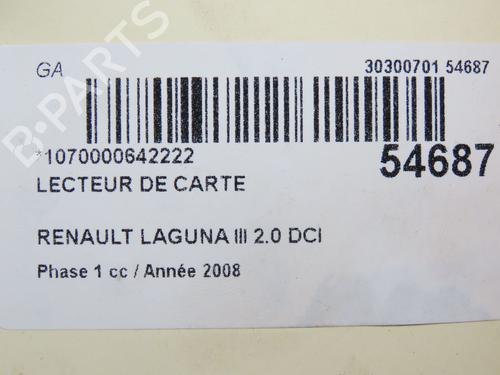 GA
30300701 54687
*1070000642222
54687
LECTEUR DE CARTE
RENAULT LAGUNA III 2.0 DCI
Phase 1 cc / Année 2008
B-PARTS